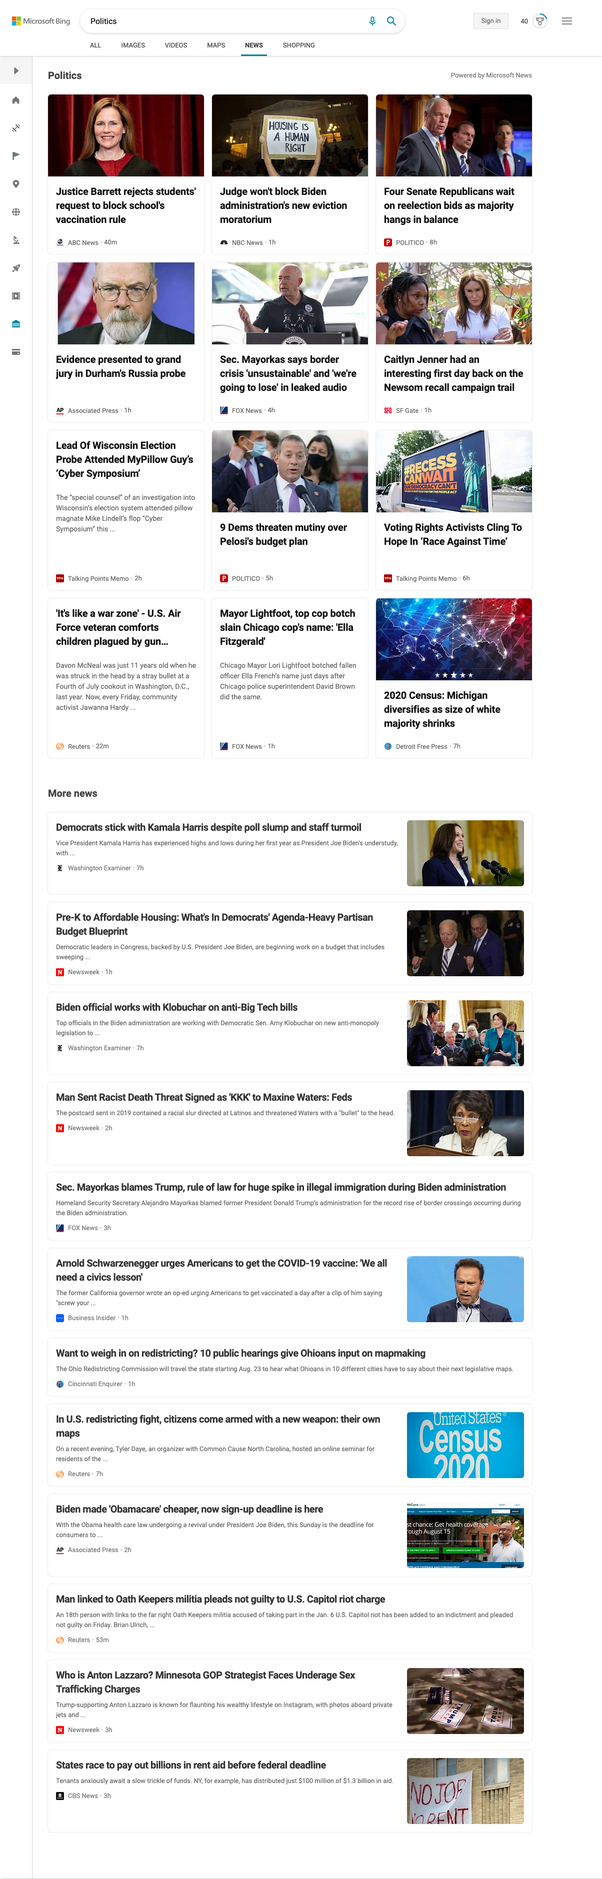 Microsoft Bing
Politics
Sign in
40
ALL IMAGES VIDEOS MAPS NEWS SHOPPING
Politics
Powered by Microsoft News
HOUSING IS
A HUMAN
RIGHT
Justice Barrett rejects students'
request to block school's
vaccination rule
ABC News · 40m
Judge won't block Biden
administration's new eviction
moratorium
NBC News · 1h
Four Senate Republicans wait
on reelection bids as majority
hangs in balance
POLITICO · 8h
Evidence presented to grand
jury in Durham's Russia probe
AP Associated Press · 1h
Sec. Mayorkas says border
crisis 'unsustainable' and 'we're
going to lose' in leaked audio
FOX News · 4h
Caitlyn Jenner had an
interesting first day back on the
Newsom recall campaign trail
SF Gate · 1h
Lead Of Wisconsin Election
Probe Attended MyPillow Guy's
'Cyber Symposium'
The "special counsel" of an investigation into
Wisconsin's election system attended pillow
magnate Mike Lindell's flop "Cyber
Symposium" this ...
Talking Points Memo · 2h
9 Dems threaten mutiny over
Pelosi's budget plan
POLITICO · 5h
#RECESS
CAN WAIT
Voting Rights Activists Cling To
Hope In 'Race Against Time'
Talking Points Memo · 6h
'It's like a war zone' - U.S. Air
Force veteran comforts
children plagued by gun...
Davon McNeal was just 11 years old when he
was struck in the head by a stray bullet at a
Fourth of July cookout in Washington, D.C.,
last year. Now, every Friday, community
activist Jawanna Hardy ...
Reuters · 22m
Mayor Lightfoot, top cop botch
slain Chicago cop's name: 'Ella
Fitzgerald'
Chicago Mayor Lori Lightfoot botched fallen
officer Ella French's name just days after
Chicago police superintendent David Brown
did the same.
FOX News · 1h
2020 Census: Michigan
diversifies as size of white
majority shrinks
Detroit Free Press · 7h
More news
Democrats stick with Kamala Harris despite poll slump and staff turmoil
Vice President Kamala Harris has experienced highs and lows during her first year as President Joe Biden's understudy,
with ...
Washington Examiner · 7h
Pre-K to Affordable Housing: What's In Democrats' Agenda-Heavy Partisan
Budget Blueprint
Democratic leaders in Congress, backed by U.S. President Joe Biden, are beginning work on a budget that includes
sweeping ...
Newsweek · 1h
Biden official works with Klobuchar on anti-Big Tech bills
Top officials in the Biden administration are working with Democratic Sen. Amy Klobuchar on new anti-monopoly
legislation to ...
Washington Examiner · 7h
Man Sent Racist Death Threat Signed as 'KKK' to Maxine Waters: Feds
The postcard sent in 2019 contained a racial slur directed at Latinos and threatened Waters with a "bullet" to the head.
Newsweek · 2h
Sec. Mayorkas blames Trump, rule of law for huge spike in illegal immigration during Biden administration
Homeland Security Secretary Alejandro Mayorkas blamed former President Donald Trump's administration for the record rise of border crossings occurring during
the Biden administration.
FOX News · 3h
Arnold Schwarzenegger urges Americans to get the COVID-19 vaccine: 'We all
need a civics lesson'
The former California governor wrote an op-ed urging Americans to get vaccinated a day after a clip of him saying
"screw your ...
Business Insider · 1h
Want to weigh in on redistricting? 10 public hearings give Ohioans input on mapmaking
The Ohio Redistricting Commission will travel the state starting Aug. 23 to hear what Ohioans in 10 different cities have to say about their next legislative maps.
Cincinnati Enquirer · 1h
In U.S. redistricting fight, citizens come armed with a new weapon: their own
maps
On a recent evening, Tyler Daye, an organizer with Common Cause North Carolina, hosted an online seminar for
residents of the ...
Reuters · 7h
United States
Census
2020
Biden made 'Obamacare' cheaper, now sign-up deadline is here
With the Obama health care law undergoing a revival under President Joe Biden, this Sunday is the deadline for
consumers to ...
AP Associated Press · 2h
st chance: Get health coverage
rough August 15
Man linked to Oath Keepers militia pleads not guilty to U.S. Capitol riot charge
An 18th person with links to the far right Oath Keepers militia accused of taking part in the Jan. 6 U.S. Capitol riot has been added to an indictment and pleaded
not guilty on Friday. Brian Ulrich, ...
Reuters · 53m
Who is Anton Lazzaro? Minnesota GOP Strategist Faces Underage Sex
Trafficking Charges
Trump-supporting Anton Lazzaro is known for flaunting his wealthy lifestyle on Instagram, with photos aboard private
jets and ...
Newsweek · 3h
TRUMP
States race to pay out billions in rent aid before federal deadline
Tenants anxiously await a slow trickle of funds. NY, for example, has distributed just $100 million of $1.3 billion in aid.
CBS News · 3h
NO JOB
NO RENT